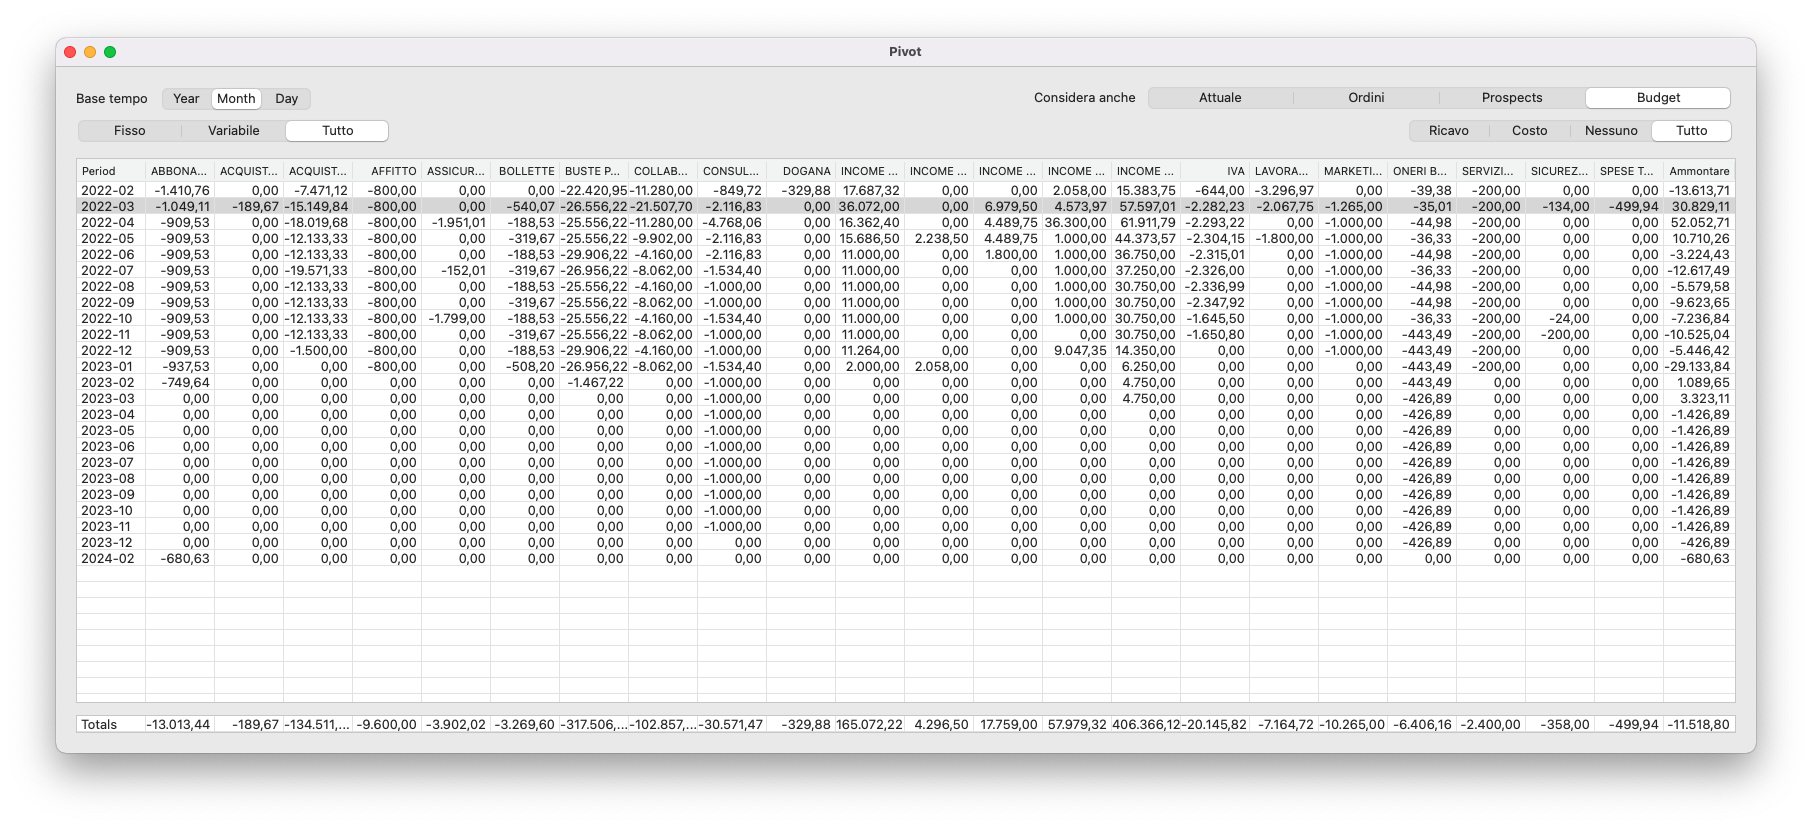 Pivot
Base tempo Year Month Day Considera anche Attuale Ordini Prospects Budget
Fisso Variabile Tutto Ricavo Costo Nessuno Tutto
Period ABBONA... ACQUIST... ACQUIST... AFFITTO ASSICUR... BOLLETTE BUSTE P... COLLAB... CONSUL... DOGANA INCOME ... INCOME ... INCOME ... INCOME ... INCOME ... IVA LAVORA... MARKETI... ONERI B... SERVIZI... SICUREZ... SPESE T... Ammontare
2022-02 -1.410,76 0,00 -7.471,12 -800,00 0,00 0,00 -22.420,95 -11.280,00 -849,72 -329,88 17.687,32 0,00 0,00 2.058,00 15.383,75 -644,00 -3.296,97 0,00 -39,38 -200,00 0,00 0,00 -13.613,71
2022-03 -1.049,11 -189,67 -15.149,84 -800,00 0,00 -540,07 -26.556,22 -21.507,70 -2.116,83 0,00 36.072,00 0,00 6.979,50 4.573,97 57.597,01 -2.282,23 -2.067,75 -1.265,00 -35,01 -200,00 -134,00 -499,94 30.829,11
2022-04 -909,53 0,00 -18.019,68 -800,00 -1.951,01 -188,53 -25.556,22 -11.280,00 -4.768,06 0,00 16.362,40 0,00 4.489,75 36.300,00 61.911,79 -2.293,22 0,00 -1.000,00 -44,98 -200,00 0,00 0,00 52.052,71
2022-05 -909,53 0,00 -12.133,33 -800,00 0,00 -319,67 -25.556,22 -9.902,00 -2.116,83 0,00 15.686,50 2.238,50 4.489,75 1.000,00 44.373,57 -2.304,15 -1.800,00 -1.000,00 -36,33 -200,00 0,00 0,00 10.710,26
2022-06 -909,53 0,00 -12.133,33 -800,00 0,00 -188,53 -29.906,22 -4.160,00 -2.116,83 0,00 11.000,00 0,00 1.800,00 1.000,00 36.750,00 -2.315,01 0,00 -1.000,00 -44,98 -200,00 0,00 0,00 -3.224,43
2022-07 -909,53 0,00 -19.571,33 -800,00 -152,01 -319,67 -26.956,22 -8.062,00 -1.534,40 0,00 11.000,00 0,00 0,00 1.000,00 37.250,00 -2.326,00 0,00 -1.000,00 -36,33 -200,00 0,00 0,00 -12.617,49
2022-08 -909,53 0,00 -12.133,33 -800,00 0,00 -188,53 -25.556,22 -4.160,00 -1.000,00 0,00 11.000,00 0,00 0,00 1.000,00 30.750,00 -2.336,99 0,00 -1.000,00 -44,98 -200,00 0,00 0,00 -5.579,58
2022-09 -909,53 0,00 -12.133,33 -800,00 0,00 -319,67 -25.556,22 -8.062,00 -1.000,00 0,00 11.000,00 0,00 0,00 1.000,00 30.750,00 -2.347,92 0,00 -1.000,00 -44,98 -200,00 0,00 0,00 -9.623,65
2022-10 -909,53 0,00 -12.133,33 -800,00 -1.799,00 -188,53 -25.556,22 -4.160,00 -1.534,40 0,00 11.000,00 0,00 0,00 1.000,00 30.750,00 -1.645,50 0,00 -1.000,00 -36,33 -200,00 -24,00 0,00 -7.236,84
2022-11 -909,53 0,00 -12.133,33 -800,00 0,00 -319,67 -25.556,22 -8.062,00 -1.000,00 0,00 11.000,00 0,00 0,00 0,00 30.750,00 -1.650,80 0,00 -1.000,00 -443,49 -200,00 -200,00 0,00 -10.525,04
2022-12 -909,53 0,00 -1.500,00 -800,00 0,00 -188,53 -29.906,22 -4.160,00 -1.000,00 0,00 11.264,00 0,00 0,00 9.047,35 14.350,00 0,00 0,00 -1.000,00 -443,49 -200,00 0,00 0,00 -5.446,42
2023-01 -937,53 0,00 0,00 -800,00 0,00 -508,20 -26.956,22 -8.062,00 -1.534,40 0,00 2.000,00 2.058,00 0,00 0,00 6.250,00 0,00 0,00 0,00 -443,49 -200,00 0,00 0,00 -29.133,84
2023-02 -749,64 0,00 0,00 0,00 0,00 0,00 -1.467,22 0,00 -1.000,00 0,00 0,00 0,00 0,00 0,00 4.750,00 0,00 0,00 0,00 -443,49 0,00 0,00 0,00 1.089,65
2023-03 0,00 0,00 0,00 0,00 0,00 0,00 0,00 0,00 -1.000,00 0,00 0,00 0,00 0,00 0,00 4.750,00 0,00 0,00 0,00 -426,89 0,00 0,00 0,00 3.323,11
2023-04 0,00 0,00 0,00 0,00 0,00 0,00 0,00 0,00 -1.000,00 0,00 0,00 0,00 0,00 0,00 0,00 0,00 0,00 0,00 -426,89 0,00 0,00 0,00 -1.426,89
2023-05 0,00 0,00 0,00 0,00 0,00 0,00 0,00 0,00 -1.000,00 0,00 0,00 0,00 0,00 0,00 0,00 0,00 0,00 0,00 -426,89 0,00 0,00 0,00 -1.426,89
2023-06 0,00 0,00 0,00 0,00 0,00 0,00 0,00 0,00 -1.000,00 0,00 0,00 0,00 0,00 0,00 0,00 0,00 0,00 0,00 -426,89 0,00 0,00 0,00 -1.426,89
2023-07 0,00 0,00 0,00 0,00 0,00 0,00 0,00 0,00 -1.000,00 0,00 0,00 0,00 0,00 0,00 0,00 0,00 0,00 0,00 -426,89 0,00 0,00 0,00 -1.426,89
2023-08 0,00 0,00 0,00 0,00 0,00 0,00 0,00 0,00 -1.000,00 0,00 0,00 0,00 0,00 0,00 0,00 0,00 0,00 0,00 -426,89 0,00 0,00 0,00 -1.426,89
2023-09 0,00 0,00 0,00 0,00 0,00 0,00 0,00 0,00 -1.000,00 0,00 0,00 0,00 0,00 0,00 0,00 0,00 0,00 0,00 -426,89 0,00 0,00 0,00 -1.426,89
2023-10 0,00 0,00 0,00 0,00 0,00 0,00 0,00 0,00 -1.000,00 0,00 0,00 0,00 0,00 0,00 0,00 0,00 0,00 0,00 -426,89 0,00 0,00 0,00 -1.426,89
2023-11 0,00 0,00 0,00 0,00 0,00 0,00 0,00 0,00 -1.000,00 0,00 0,00 0,00 0,00 0,00 0,00 0,00 0,00 0,00 -426,89 0,00 0,00 0,00 -1.426,89
2023-12 0,00 0,00 0,00 0,00 0,00 0,00 0,00 0,00 0,00 0,00 0,00 0,00 0,00 0,00 0,00 0,00 0,00 0,00 -426,89 0,00 0,00 0,00 -426,89
2024-02 -680,63 0,00 0,00 0,00 0,00 0,00 0,00 0,00 0,00 0,00 0,00 0,00 0,00 0,00 0,00 0,00 0,00 0,00 0,00 0,00 0,00 0,00 -680,63
Totals -13.013,44 -189,67 -134.511,... -9.600,00 -3.902,02 -3.269,60 -317.506,... -102.857,... -30.571,47 -329,88 165.072,22 4.296,50 17.759,00 57.979,32 406.366,12 -20.145,82 -7.164,72 -10.265,00 -6.406,16 -2.400,00 -358,00 -499,94 -11.518,80